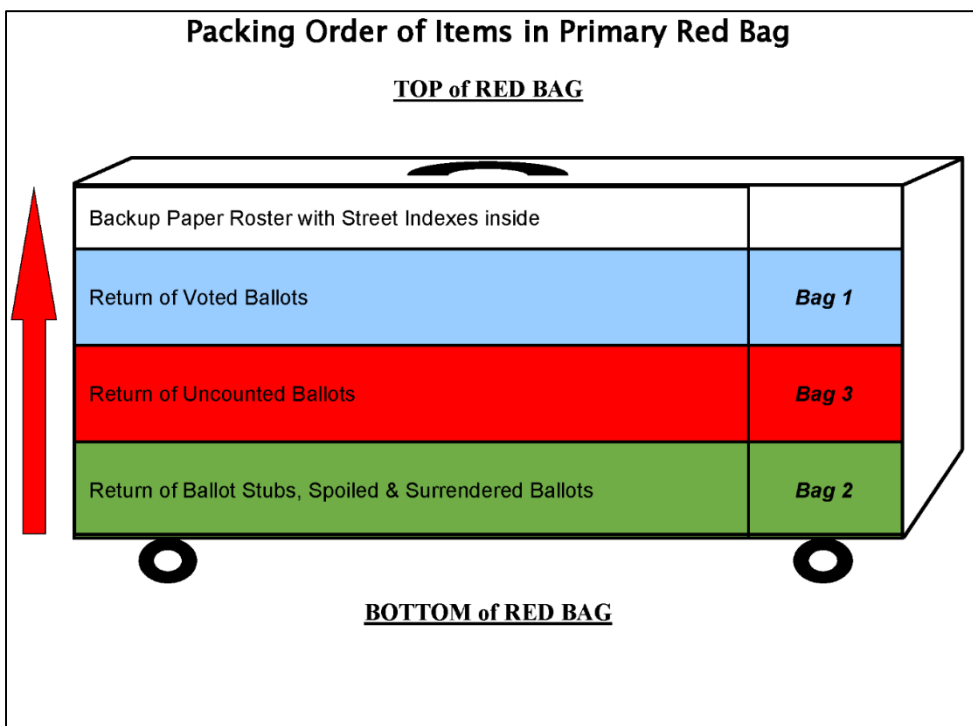 Packing Order of Items in Primary Red Bag
TOP of RED BAG
Backup Paper Roster with Street Indexes inside
Return of Voted Ballots
Bag 1
Return of Uncounted Ballots
Bag 3
Return of Ballot Stubs, Spoiled & Surrendered Ballots
Bag 2
BOTTOM of RED BAG